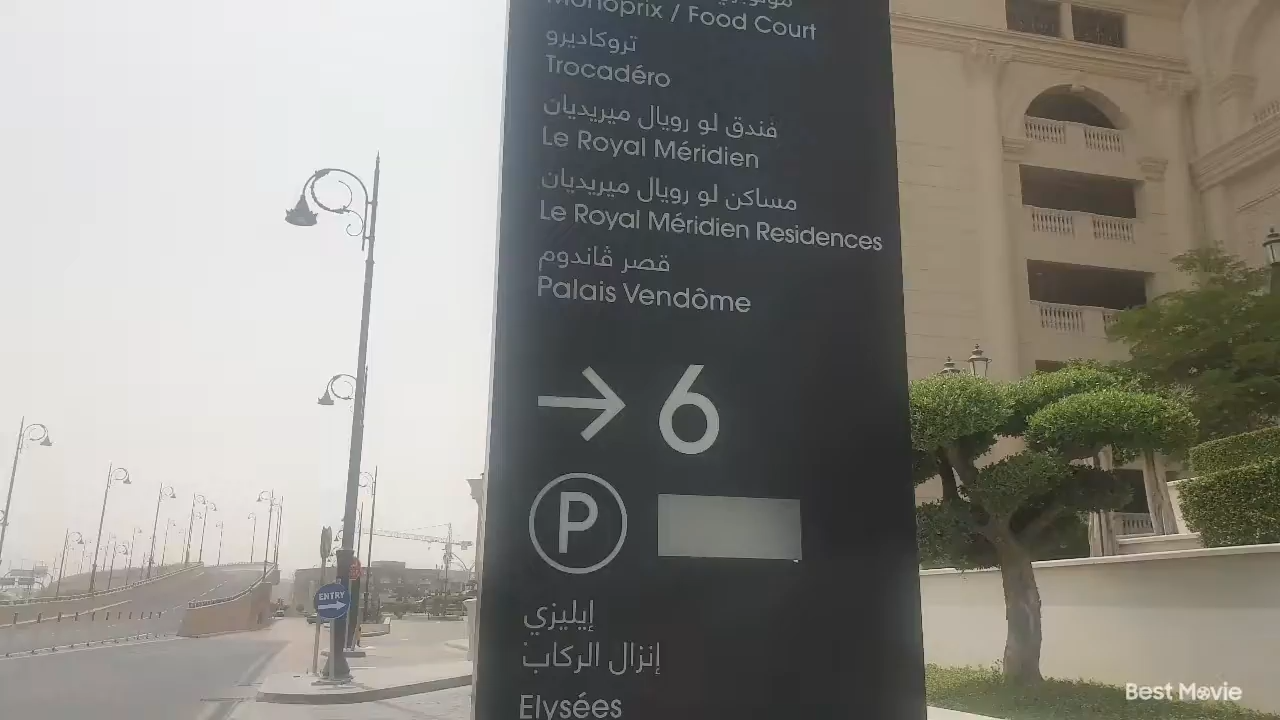 Monoprix / Food Court
تروكاديرو
Trocadéro
فندق لو رويال ميريديان
Le Royal Méridien
مساكن لو رويال ميريديان
Le Royal Méridien Residences
قصر ڤاندوم
Palais Vendôme
→ 6
P
ENTRY
إيليزي
إنزال الركاب
Elysées
Best Movie